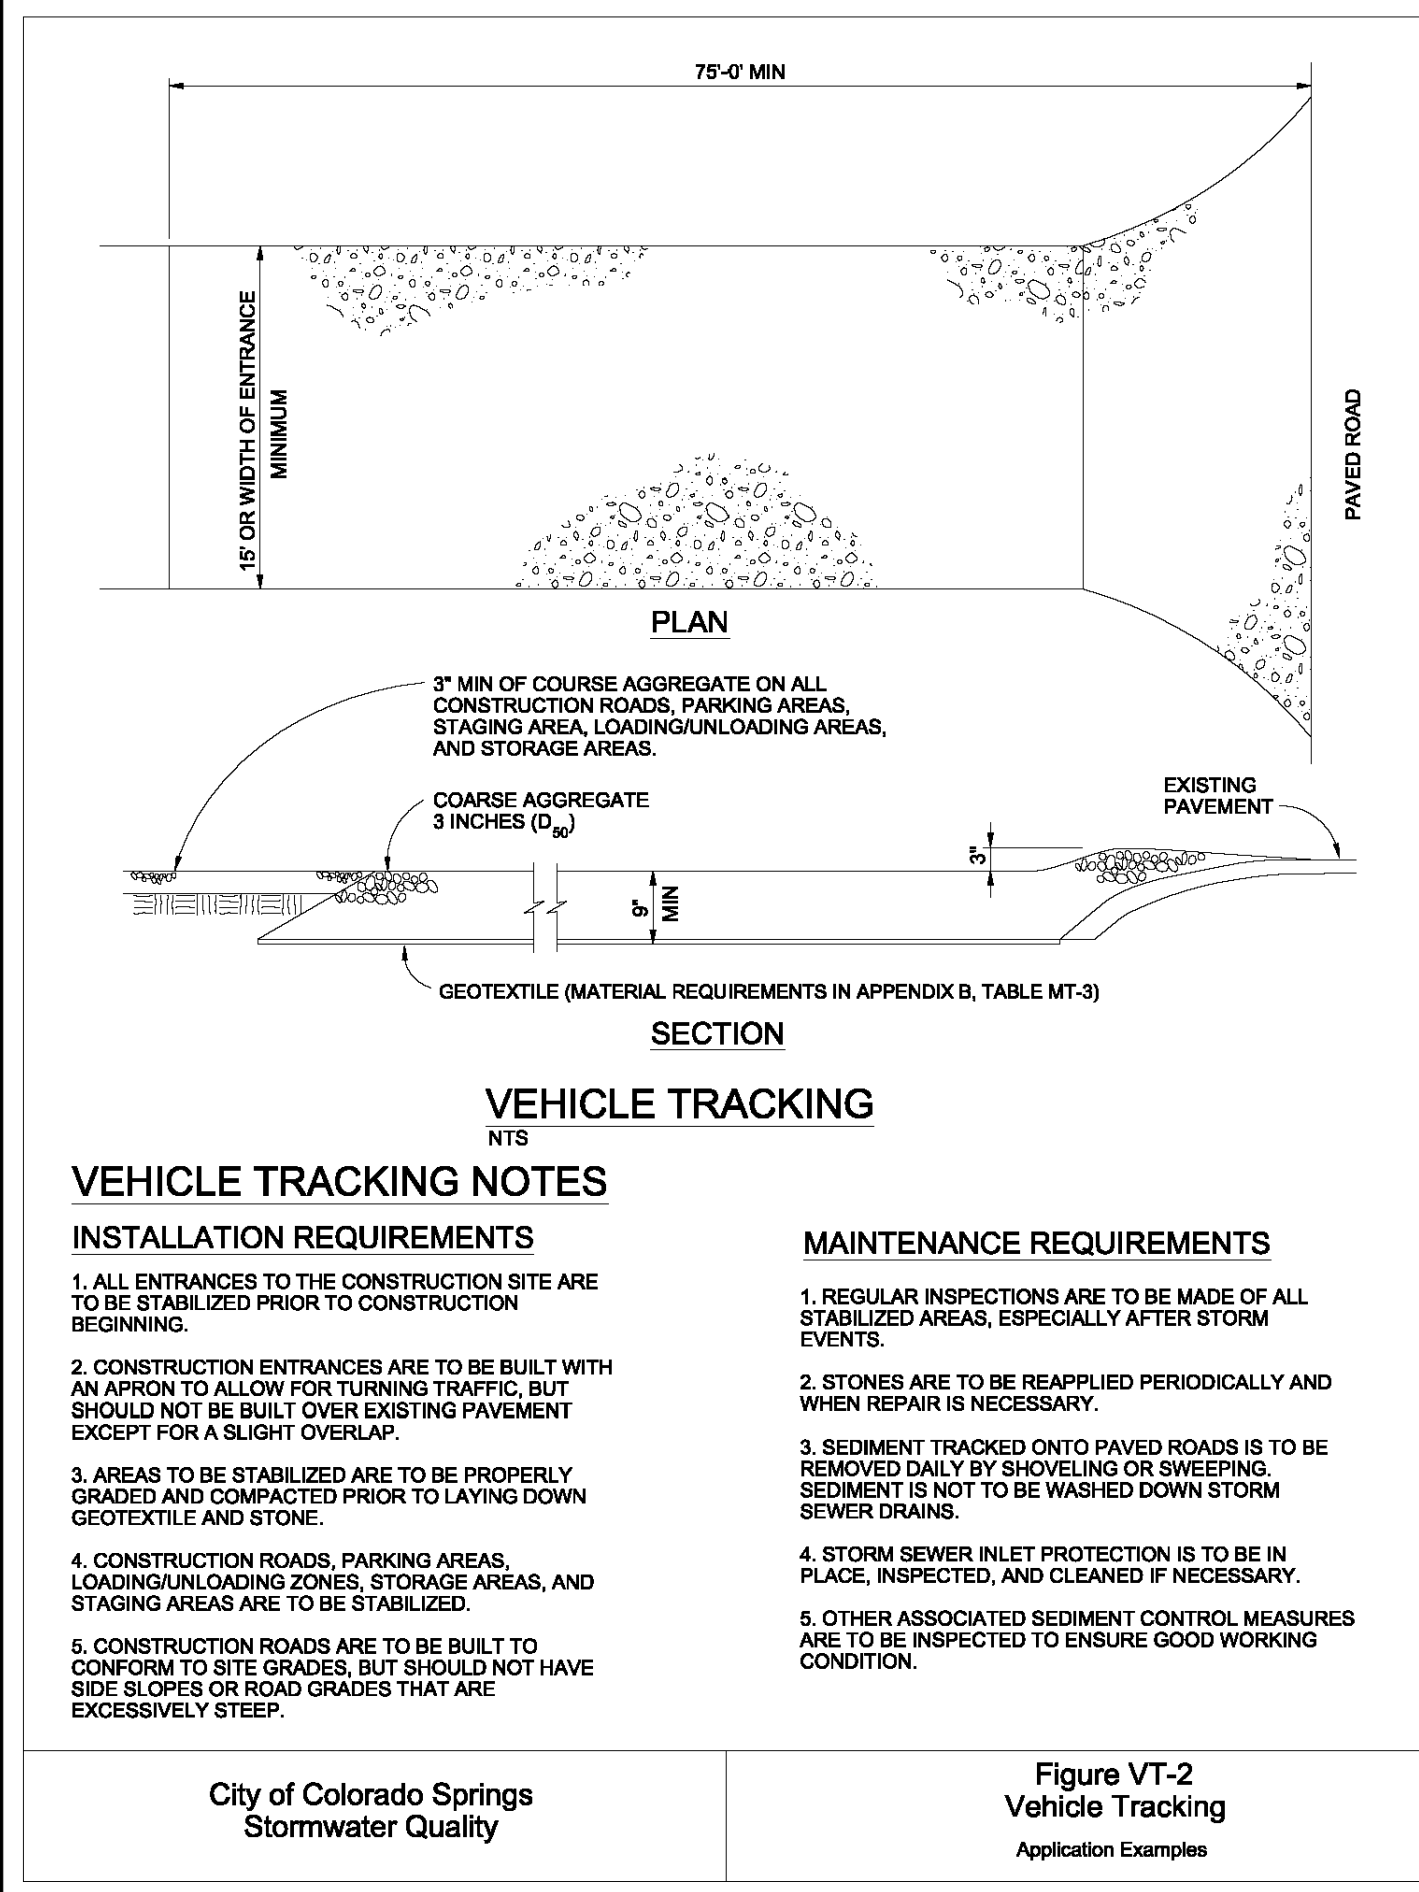 75'-0' MIN
15' OR WIDTH OF ENTRANCE
MINIMUM
PAVED ROAD
PLAN
3" MIN OF COURSE AGGREGATE ON ALL
CONSTRUCTION ROADS, PARKING AREAS,
STAGING AREA, LOADING/UNLOADING AREAS,
AND STORAGE AREAS.
COARSE AGGREGATE
3 INCHES (D50)
EXISTING
PAVEMENT
3"
9"
MIN
GEOTEXTILE (MATERIAL REQUIREMENTS IN APPENDIX B, TABLE MT-3)
SECTION
VEHICLE TRACKING
NTS
VEHICLE TRACKING NOTES
INSTALLATION REQUIREMENTS
1. ALL ENTRANCES TO THE CONSTRUCTION SITE ARE
TO BE STABILIZED PRIOR TO CONSTRUCTION
BEGINNING.
2. CONSTRUCTION ENTRANCES ARE TO BE BUILT WITH
AN APRON TO ALLOW FOR TURNING TRAFFIC, BUT
SHOULD NOT BE BUILT OVER EXISTING PAVEMENT
EXCEPT FOR A SLIGHT OVERLAP.
3. AREAS TO BE STABILIZED ARE TO BE PROPERLY
GRADED AND COMPACTED PRIOR TO LAYING DOWN
GEOTEXTILE AND STONE.
4. CONSTRUCTION ROADS, PARKING AREAS,
LOADING/UNLOADING ZONES, STORAGE AREAS, AND
STAGING AREAS ARE TO BE STABILIZED.
5. CONSTRUCTION ROADS ARE TO BE BUILT TO
CONFORM TO SITE GRADES, BUT SHOULD NOT HAVE
SIDE SLOPES OR ROAD GRADES THAT ARE
EXCESSIVELY STEEP.
MAINTENANCE REQUIREMENTS
1. REGULAR INSPECTIONS ARE TO BE MADE OF ALL
STABILIZED AREAS, ESPECIALLY AFTER STORM
EVENTS.
2. STONES ARE TO BE REAPPLIED PERIODICALLY AND
WHEN REPAIR IS NECESSARY.
3. SEDIMENT TRACKED ONTO PAVED ROADS IS TO BE
REMOVED DAILY BY SHOVELING OR SWEEPING.
SEDIMENT IS NOT TO BE WASHED DOWN STORM
SEWER DRAINS.
4. STORM SEWER INLET PROTECTION IS TO BE IN
PLACE, INSPECTED, AND CLEANED IF NECESSARY.
5. OTHER ASSOCIATED SEDIMENT CONTROL MEASURES
ARE TO BE INSPECTED TO ENSURE GOOD WORKING
CONDITION.
City of Colorado Springs
Stormwater Quality
Figure VT-2
Vehicle Tracking
Application Examples